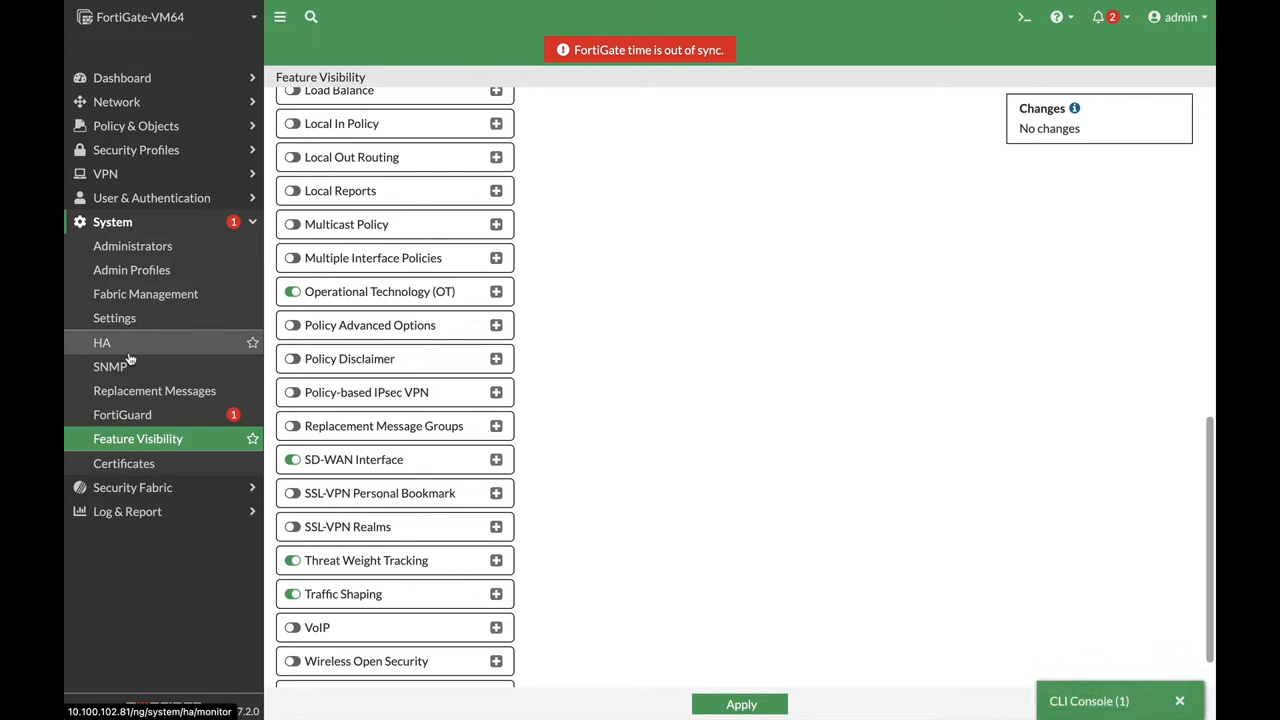 FortiGate-VM64
2
admin
FortiGate time is out of sync.
Dashboard
Network
Policy & Objects
Security Profiles
VPN
User & Authentication
System
1
Administrators
Admin Profiles
Fabric Management
Settings
HA
SNMP
Replacement Messages
FortiGuard
1
Feature Visibility
Certificates
Security Fabric
Log & Report
10.100.102.81/ng/system/ha/monitor
7.2.0
Feature Visibility
Load Balance
Local In Policy
Local Out Routing
Local Reports
Multicast Policy
Multiple Interface Policies
Operational Technology (OT)
Policy Advanced Options
Policy Disclaimer
Policy-based IPsec VPN
Replacement Message Groups
SD-WAN Interface
SSL-VPN Personal Bookmark
SSL-VPN Realms
Threat Weight Tracking
Traffic Shaping
VoIP
Wireless Open Security
Changes
No changes
Apply
CLI Console (1)